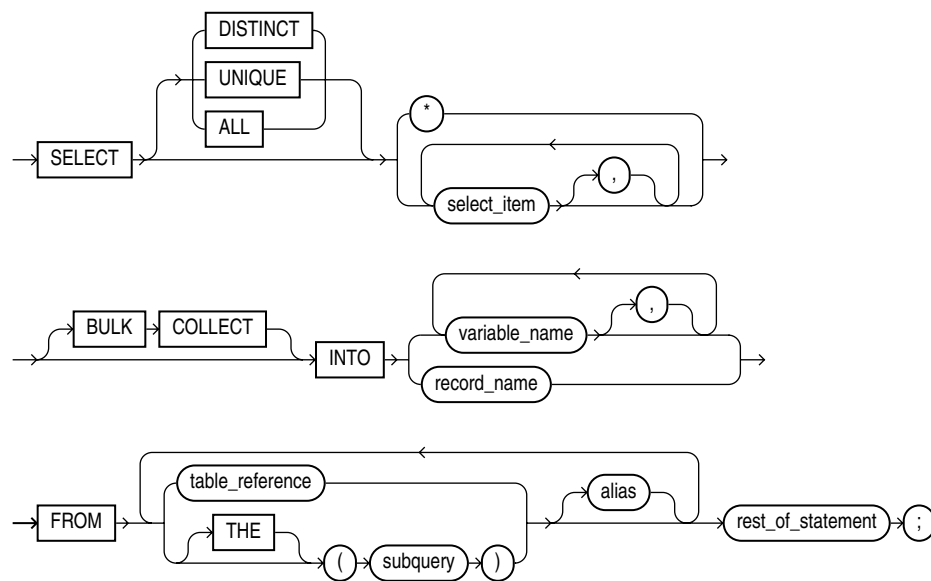 DISTINCT
UNIQUE
ALL
*
SELECT
select_item ,
BULK COLLECT
INTO
variable_name ,
record_name
FROM
table_reference
THE
( subquery )
alias
rest_of_statement ;